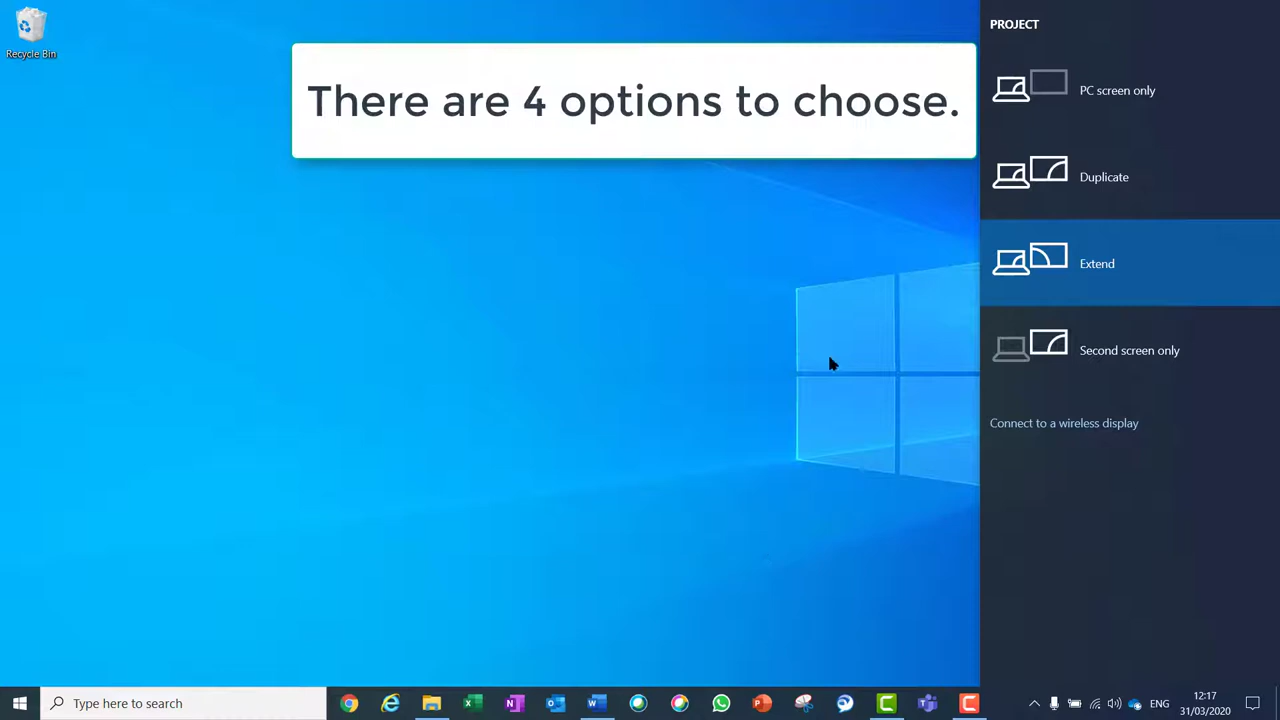 Recycle Bin
There are 4 options to choose.
PROJECT
PC screen only
Duplicate
Extend
Second screen only
Connect to a wireless display
Type here to search
ENG
12:17
31/03/2020